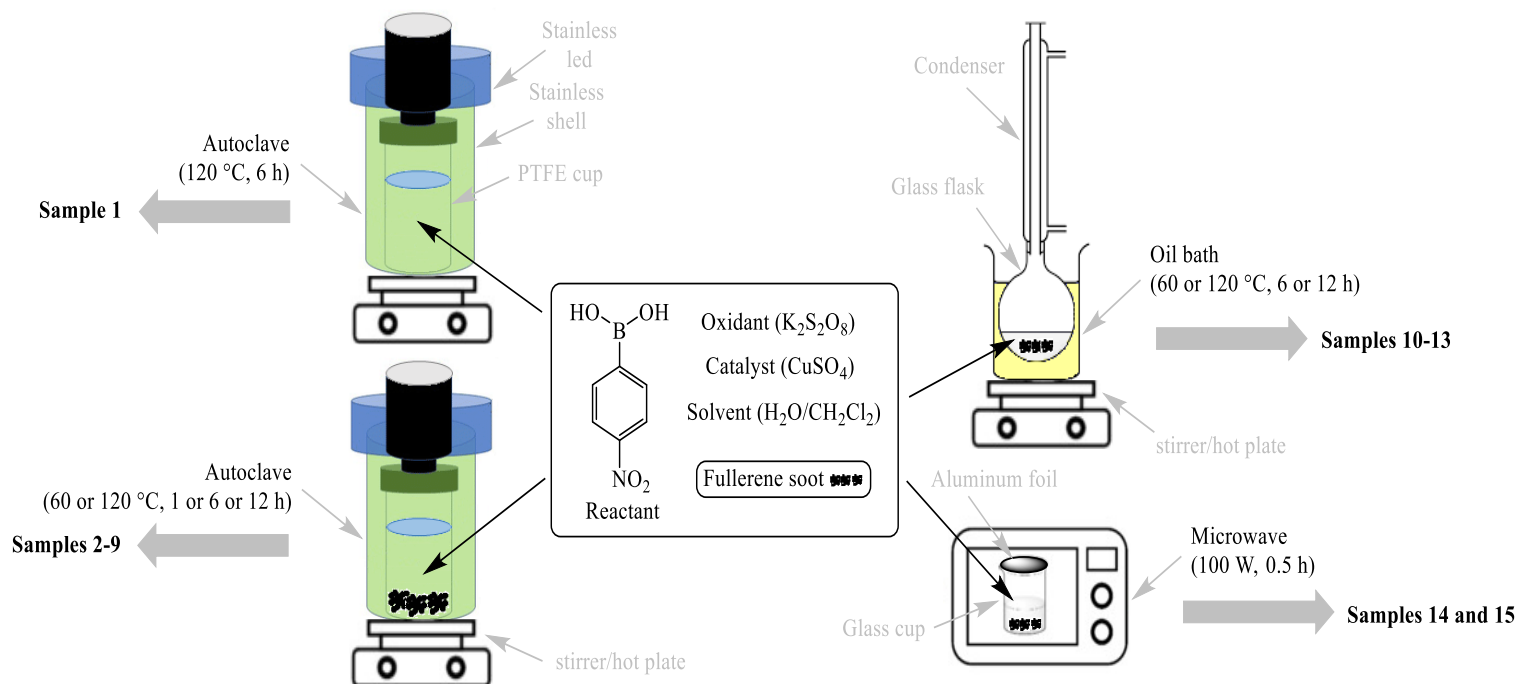 Stainless
led
Stainless
shell
PTFE cup
Autoclave
(120 °C, 6 h)
Sample 1
Autoclave
(60 or 120 °C, 1 or 6 or 12 h)
Samples 2-9
stirrer/hot plate
HO
OH
B
NO₂
Reactant
Oxidant (K₂S₂O₈)
Catalyst (CuSO₄)
Solvent (H₂O/CH₂Cl₂)
Fullerene soot
Condenser
Glass flask
Oil bath
(60 or 120 °C, 6 or 12 h)
Samples 10-13
stirrer/hot plate
Aluminum foil
Glass cup
Microwave
(100 W, 0.5 h)
Samples 14 and 15